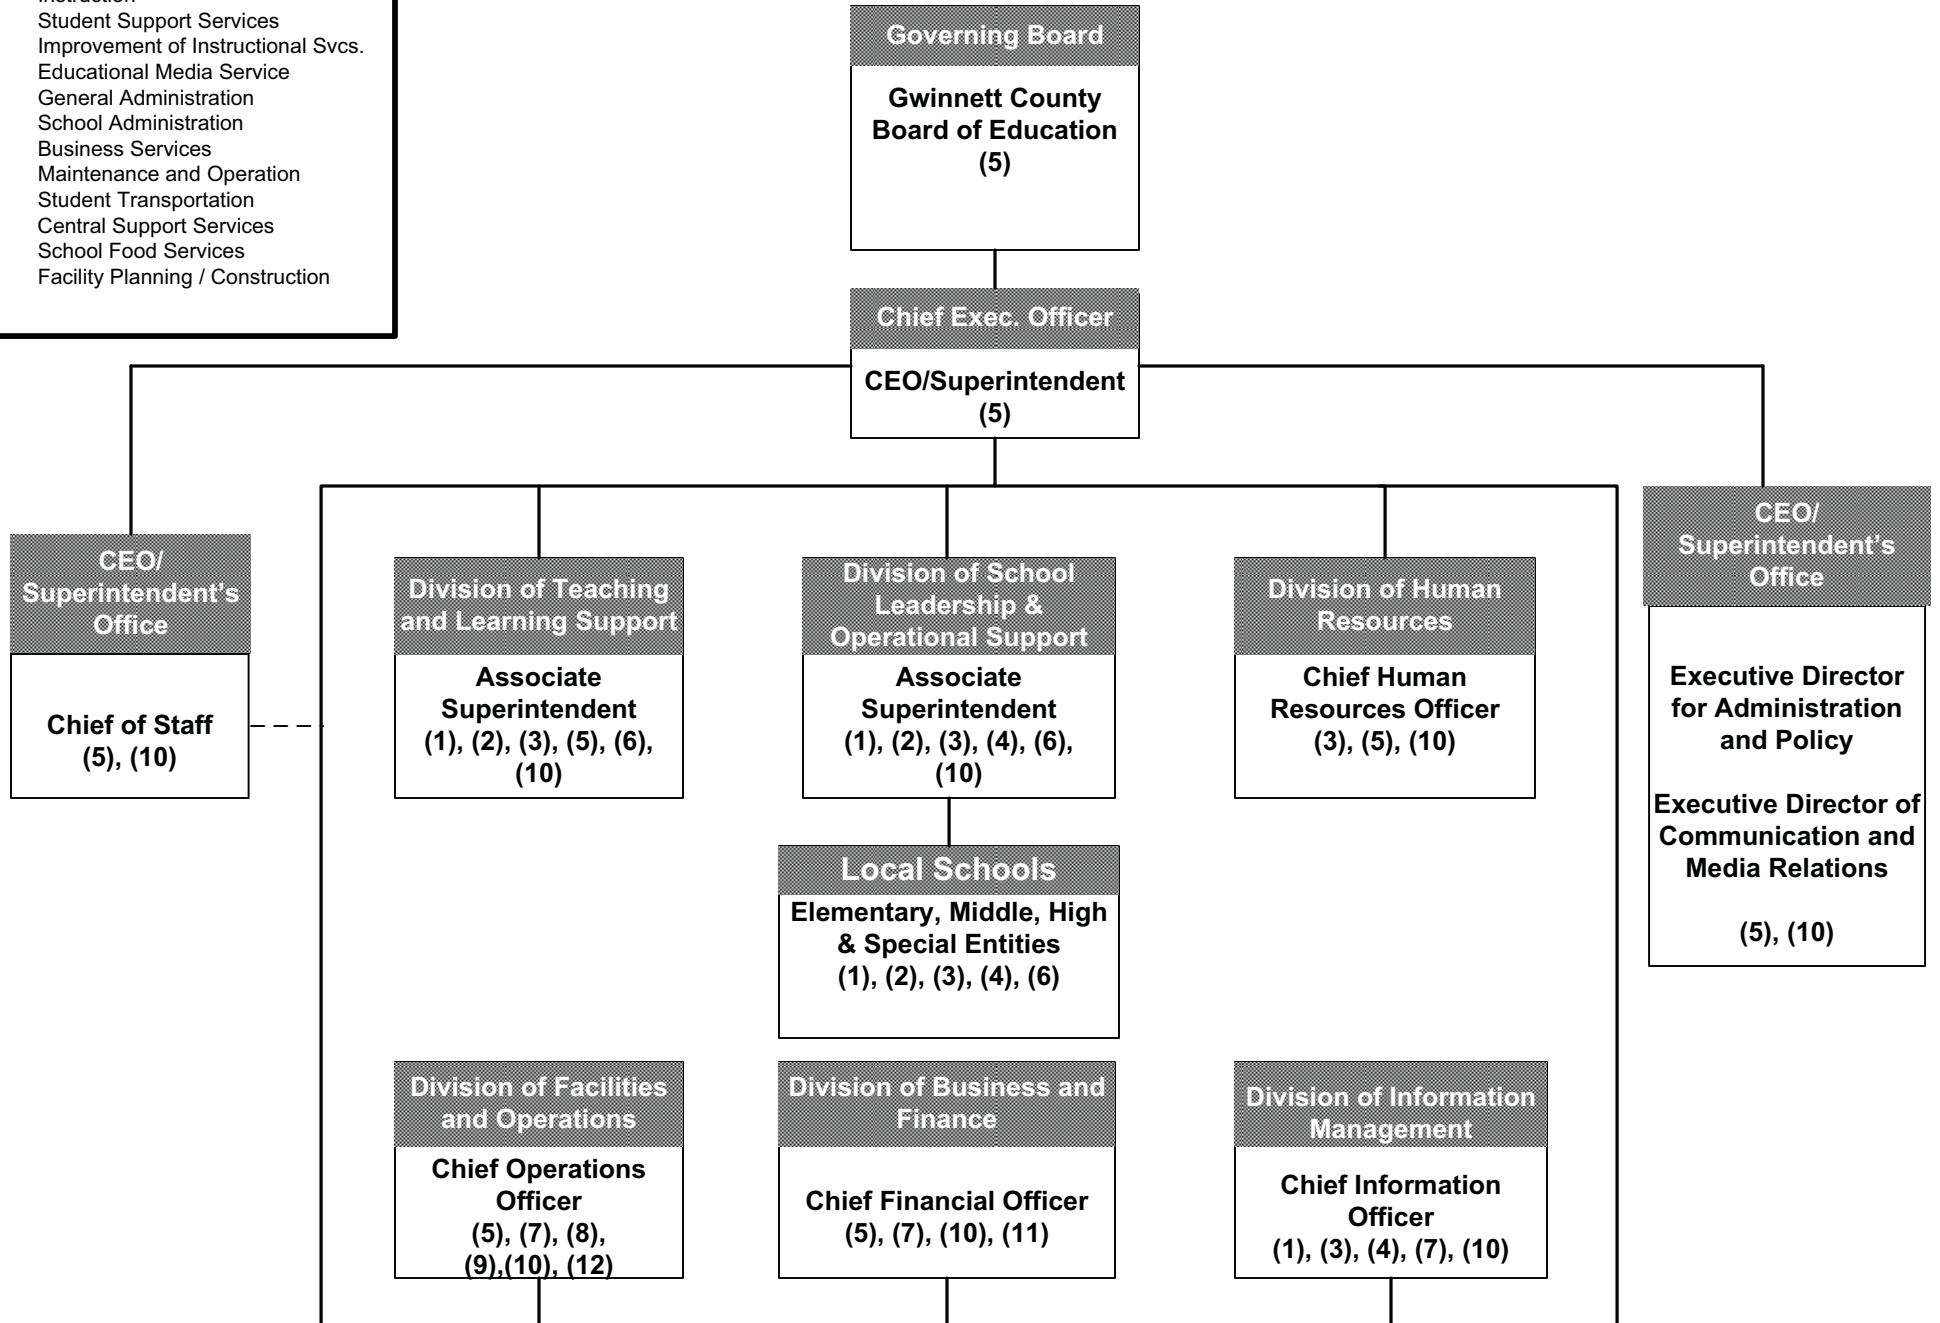 Instruction
Student Support Services
Improvement of Instructional Svcs.
Educational Media Service
General Administration
School Administration
Business Services
Maintenance and Operation
Student Transportation
Central Support Services
School Food Services
Facility Planning / Construction
Governing Board
Gwinnett County
Board of Education
(5)
Chief Exec. Officer
CEO/Superintendent
(5)
CEO/
Superintendent's
Office
Chief of Staff
(5), (10)
Division of Teaching
and Learning Support
Associate
Superintendent
(1), (2), (3), (5), (6),
(10)
Division of School
Leadership &
Operational Support
Associate
Superintendent
(1), (2), (3), (4), (6),
(10)
Division of Human
Resources
Chief Human
Resources Officer
(3), (5), (10)
CEO/
Superintendent's
Office
Executive Director
for Administration
and Policy
Executive Director of
Communication and
Media Relations
(5), (10)
Local Schools
Elementary, Middle, High
& Special Entities
(1), (2), (3), (4), (6)
Division of Facilities
and Operations
Chief Operations
Officer
(5), (7), (8),
(9),(10), (12)
Division of Business and
Finance
Chief Financial Officer
(5), (7), (10), (11)
Division of Information
Management
Chief Information
Officer
(1), (3), (4), (7), (10)